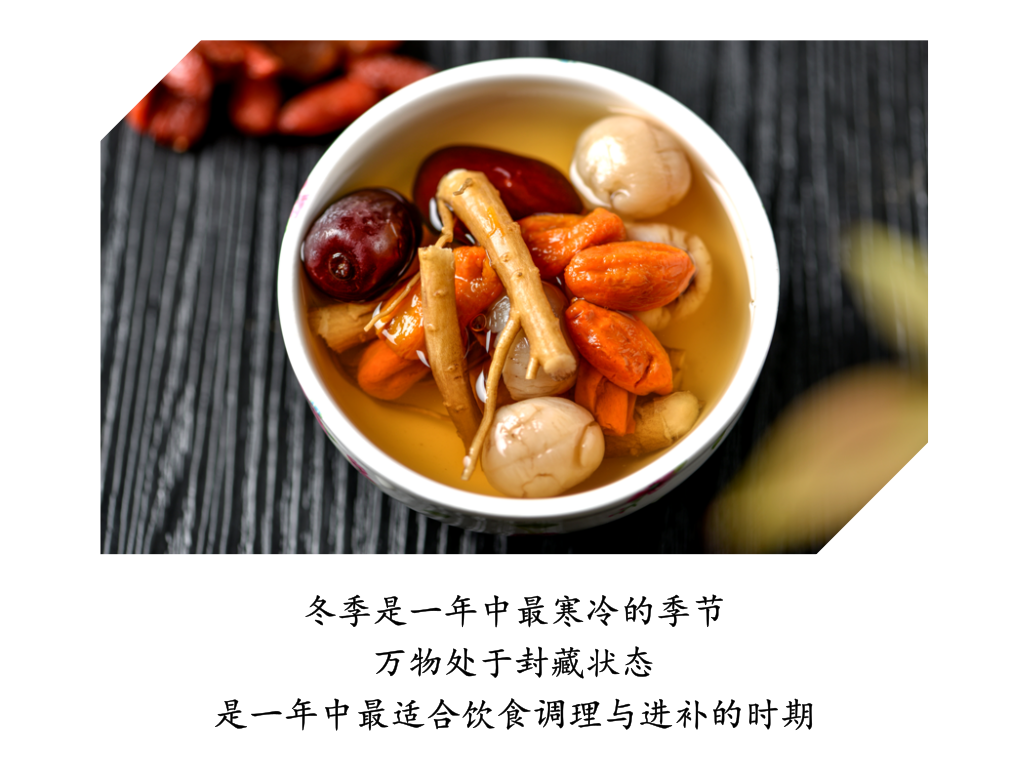 冬季是一年中最寒冷的季节
万物处于封藏状态
是一年中最适合饮食调理与进补的时期